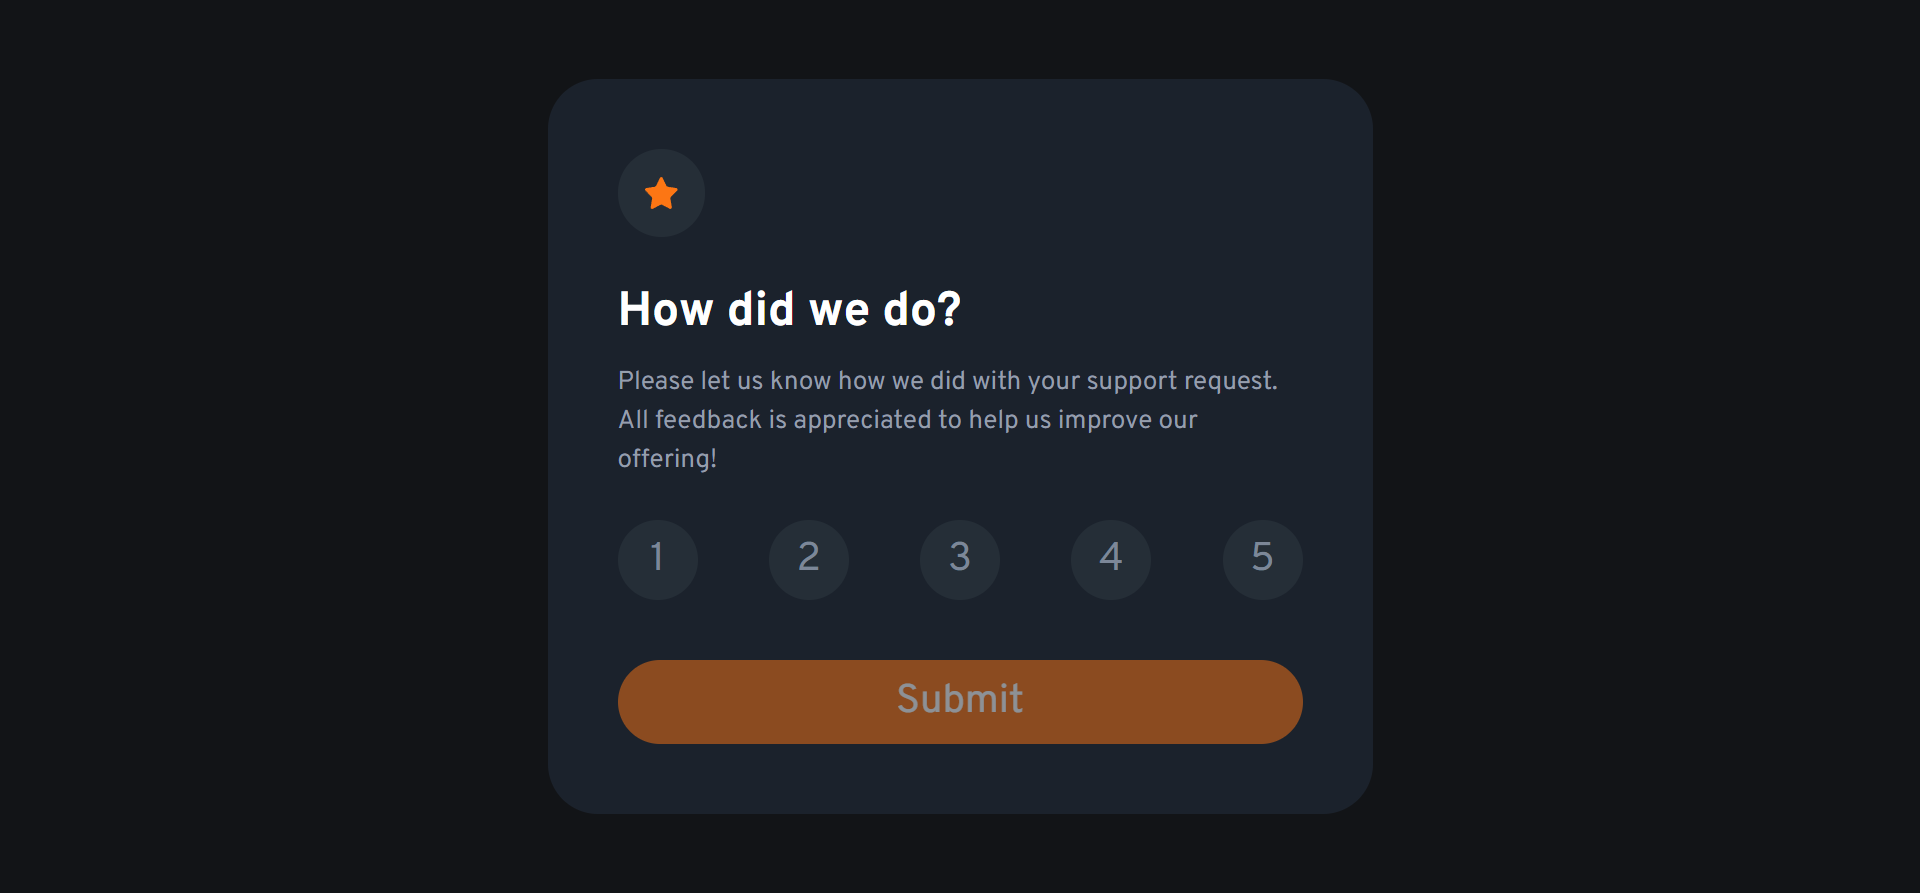 How did we do?
Please let us know how we did with your support request.
All feedback is appreciated to help us improve our
offering!
1 2 3 4 5
Submit